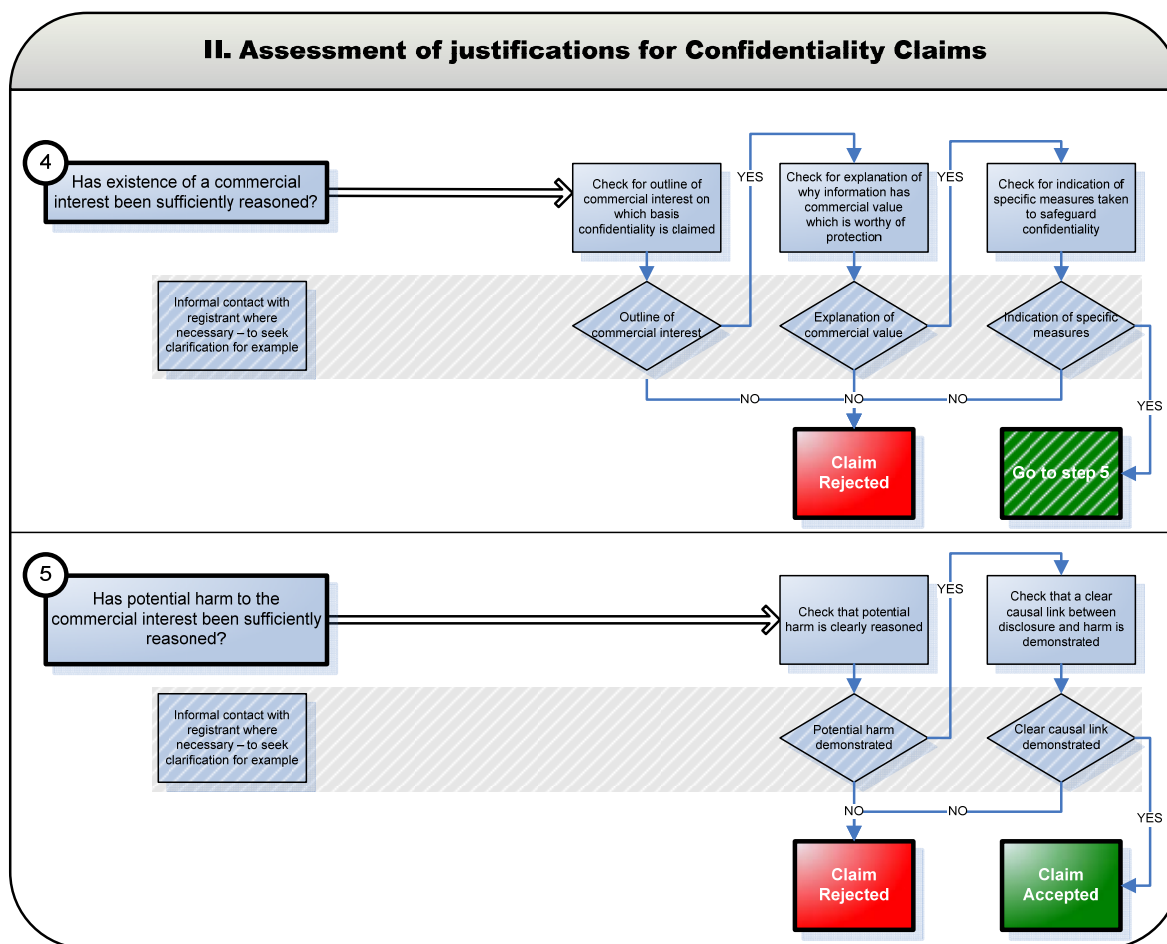 II. Assessment of justifications for Confidentiality Claims
4
Has existence of a commercial
interest been sufficiently reasoned?
Check for outline of
commercial interest on
which basis
confidentiality is claimed
YES
Check for explanation of
why information has
commercial value
which is worthy of
protection
YES
Check for indication of
specific measures taken
to safeguard
confidentiality
Informal contact with
registrant where
necessary – to seek
clarification for example
Outline of
commercial interest
Explanation of
commercial value
Indication of specific
measures
NO
NO
NO
YES
Claim
Rejected
Go to step 5
5
Has potential harm to the
commercial interest been sufficiently
reasoned?
Check that potential
harm is clearly reasoned
YES
Check that a clear
causal link between
disclosure and harm is
demonstrated
Informal contact with
registrant where
necessary – to seek
clarification for example
Potential harm
demonstrated
Clear causal link
demonstrated
NO
NO
YES
Claim
Rejected
Claim
Accepted